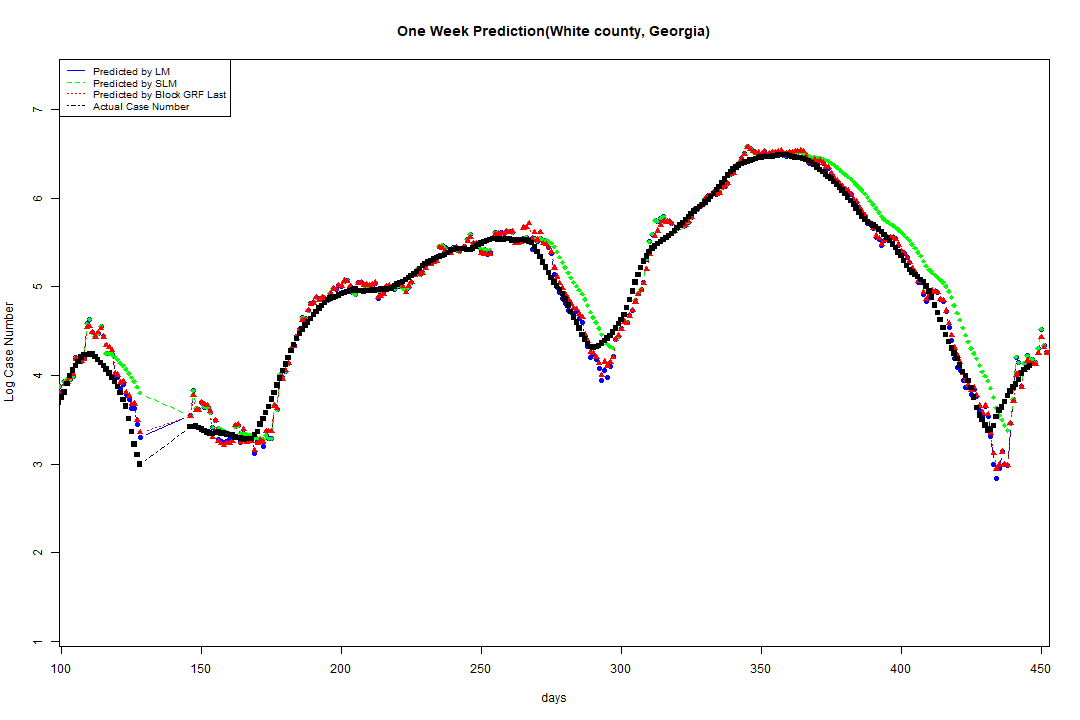 One Week Prediction(White county, Georgia)
Predicted by LM
Predicted by SLM
Predicted by Block GRF Last
Actual Case Number
7
6
5
4
3
2
1
Log Case Number
100 150 200 250 300 350 400 450
days